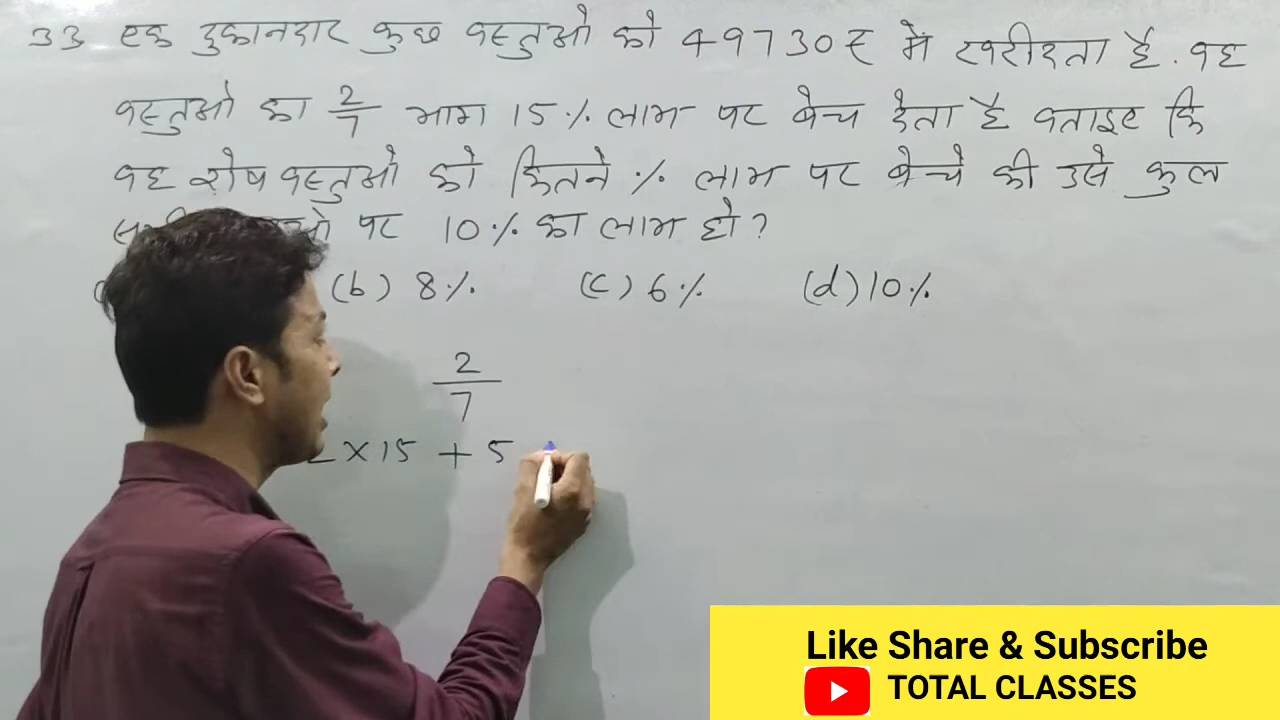 33 एक दुकानदार कुछ वस्तुओ को 49730₹ में खरीदता है. वह
वस्तुओ का 2/7 भाग 15% लाभ पर बेच देता है बताइए कि
वह शेष वस्तुओ को कितने % लाभ पर बेच्चे की उसे कुल
पर 10% का लाभ हो?
(b) 8% (c) 6% (d) 10%
2/7
2×15 + 5
Like Share & Subscribe
TOTAL CLASSES